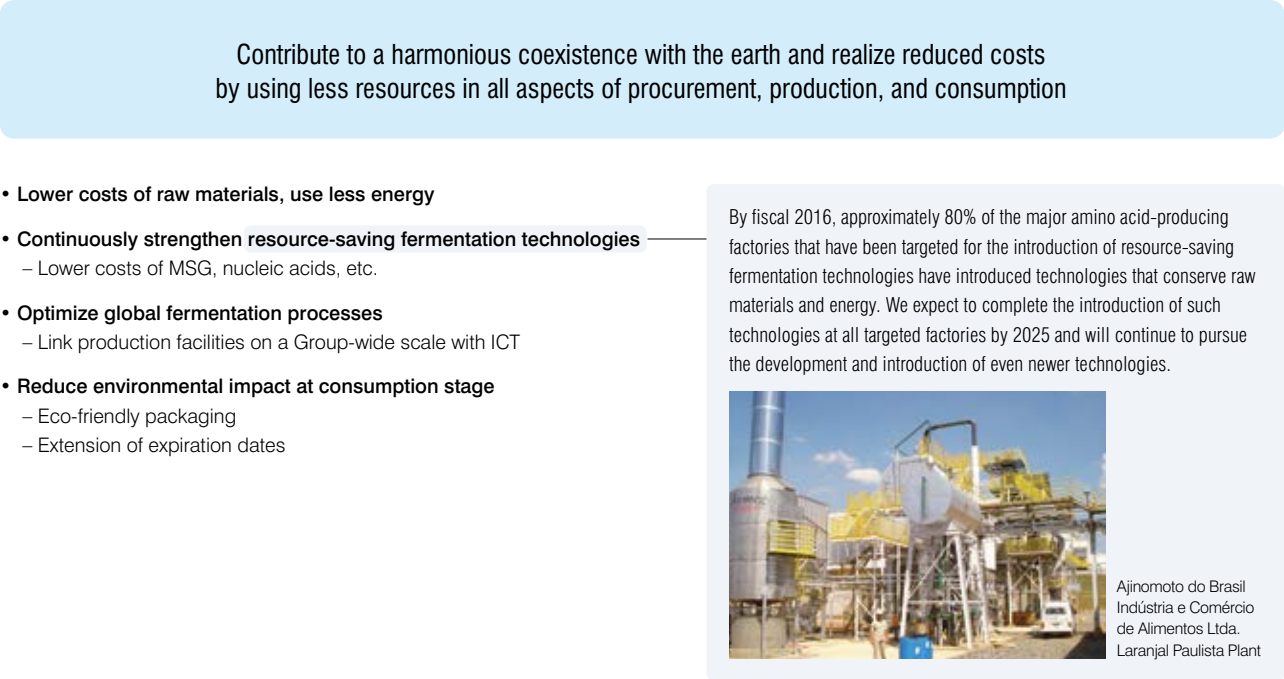 Contribute to a harmonious coexistence with the earth and realize reduced costs
by using less resources in all aspects of procurement, production, and consumption
• Lower costs of raw materials, use less energy
• Continuously strengthen resource-saving fermentation technologies
– Lower costs of MSG, nucleic acids, etc.
• Optimize global fermentation processes
– Link production facilities on a Group-wide scale with ICT
• Reduce environmental impact at consumption stage
– Eco-friendly packaging
– Extension of expiration dates
By fiscal 2016, approximately 80% of the major amino acid-producing
factories that have been targeted for the introduction of resource-saving
fermentation technologies have introduced technologies that conserve raw
materials and energy. We expect to complete the introduction of such
technologies at all targeted factories by 2025 and will continue to pursue
the development and introduction of even newer technologies.
Ajinomoto do Brasil
Indústria e Comércio
de Alimentos Ltda.
Laranjal Paulista Plant